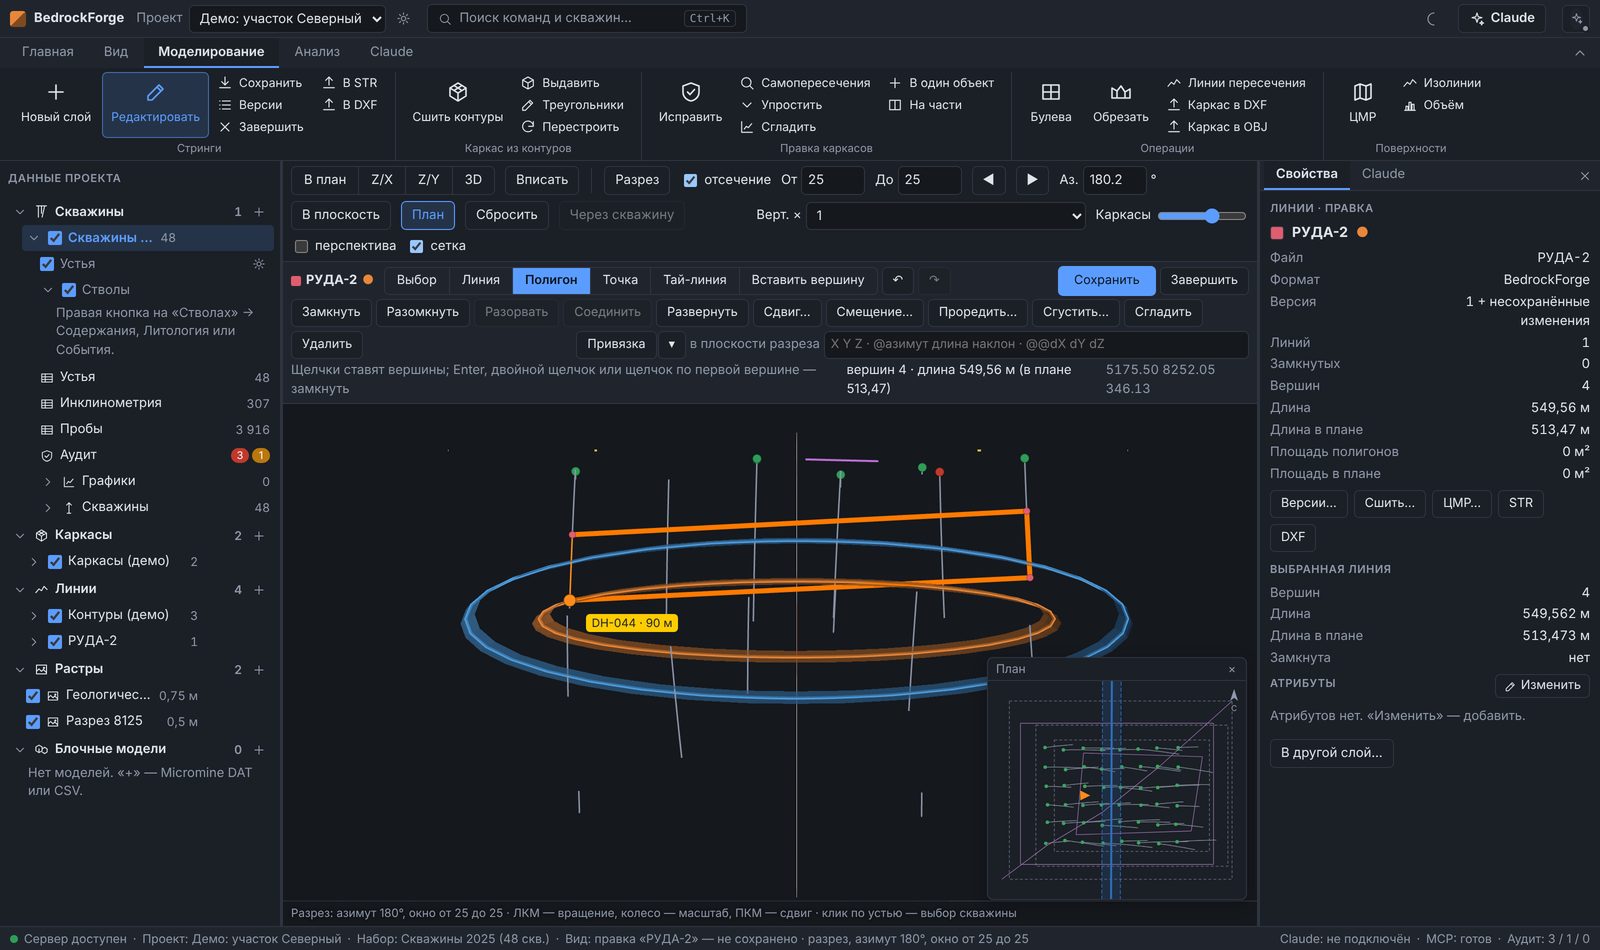 BedrockForge Проект Демо: участок Северный Поиск команд и скважин... Ctrl+K Claude
Главная Вид Моделирование Анализ Claude
Новый слой
Редактировать
Сохранить
Версии
Завершить
В STR
В DXF
Стринги
Сшить контуры
Выдавить
Треугольники
Перестроить
Каркас из контуров
Исправить
Самопересечения
Упростить
Сгладить
В один объект
На части
Правка каркасов
Булева
Обрезать
Линии пересечения
Каркас в DXF
Каркас в OBJ
Операции
ЦМР
Изолинии
Объём
Поверхности
ДАННЫЕ ПРОЕКТА
Скважины 1 +
Скважины ... 48
Устья
Стволы
Правая кнопка на «Стволах» →
Содержания, Литология или
События.
Устья 48
Инклинометрия 307
Пробы 3 916
Аудит 3 1
Графики 0
Скважины 48
Каркасы 2 +
Каркасы (демо) 2
Линии 4 +
Контуры (демо) 3
РУДА-2 1
Растры 2 +
Геологичес... 0,75 м
Разрез 8125 0,5 м
Блочные модели 0 +
Нет моделей. «+» — Micromine DAT
или CSV.
В план Z/X Z/Y 3D Вписать Разрез отсечение От 25 До 25 ◀ ▶ Аз. 180.2 °
В плоскость План Сбросить Через скважину Верт. × 1 Каркасы
перспектива сетка
РУДА-2 Выбор Линия Полигон Точка Тай-линия Вставить вершину ↶ ↷ Сохранить Завершить
Замкнуть Разомкнуть Разорвать Соединить Развернуть Сдвиг... Смещение... Проредить... Сгустить... Сгладить
Удалить Привязка ▼ в плоскости разреза X Y Z · @азимут длина наклон · @@dX dY dZ
Щелчки ставят вершины; Enter, двойной щелчок или щелчок по первой вершине —
замкнуть
вершин 4 · длина 549,56 м (в плане
513,47)
5175.50 8252.05
346.13
DH-044 · 90 м
План ×
С
Разрез: азимут 180°, окно от 25 до 25 · ЛКМ — вращение, колесо — масштаб, ПКМ — сдвиг · клик по устью — выбор скважины
Свойства Claude ×
ЛИНИИ · ПРАВКА
РУДА-2
Файл РУДА-2
Формат BedrockForge
Версия 1 + несохранённые
изменения
Линий 1
Замкнутых 0
Вершин 4
Длина 549,56 м
Длина в плане 513,47 м
Площадь полигонов 0 м²
Площадь в плане 0 м²
Версии... Сшить... ЦМР... STR
DXF
ВЫБРАННАЯ ЛИНИЯ
Вершин 4
Длина 549,562 м
Длина в плане 513,473 м
Замкнута нет
АТРИБУТЫ Изменить
Атрибутов нет. «Изменить» — добавить.
В другой слой...
Сервер доступен · Проект: Демо: участок Северный · Набор: Скважины 2025 (48 скв.) · Вид: правка «РУДА-2» — не сохранено · разрез, азимут 180°, окно от 25 до 25 Claude: не подключён · MCP: готов · Аудит: 3 / 1 / 0